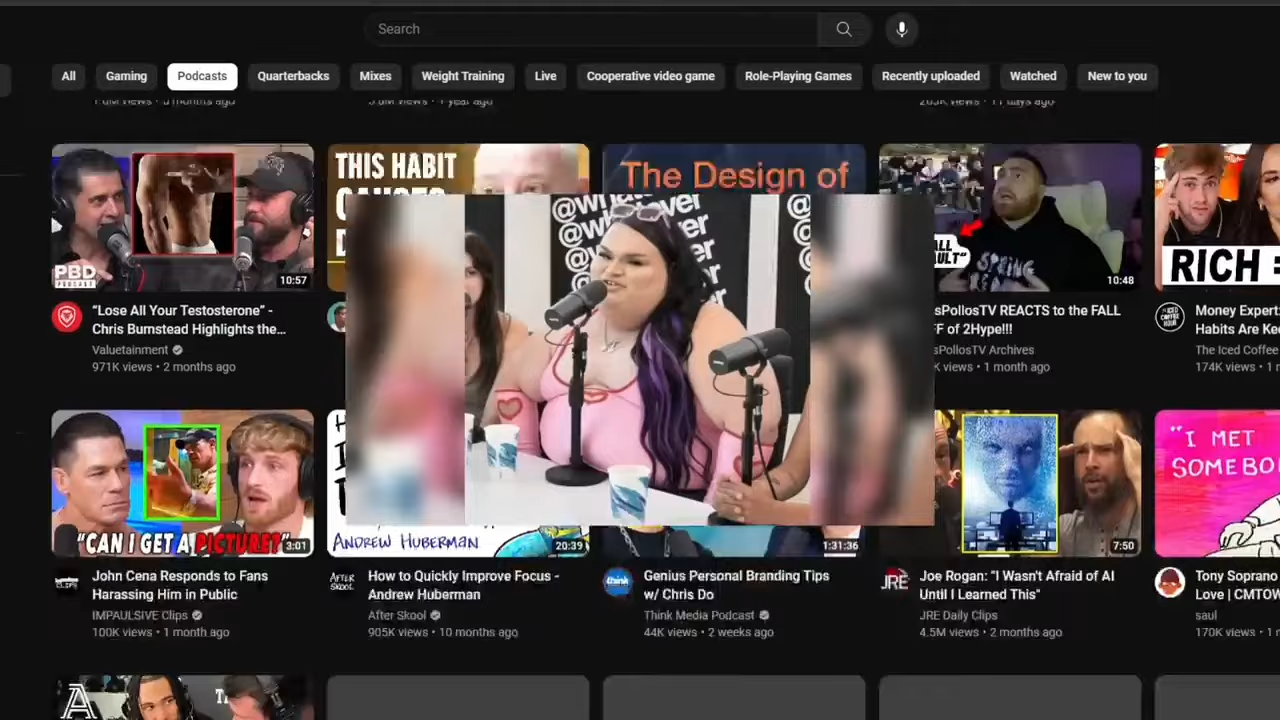 Search
All
Gaming
Podcasts
Quarterbacks
Mixes
Weight Training
Live
Cooperative video game
Role-Playing Games
Recently uploaded
Watched
New to you
THIS HABIT
The Design of
@whatever
PBD
PODCAST
10:57
SPRING
10:48
RICH =
"Lose All Your Testosterone" -
Chris Bumstead Highlights the...
Valuetainment
971K views • 2 months ago
sPollosTV REACTS to the FALL
FF of 2Hype!!!
sPollosTV Archives
K views • 1 month ago
Money Expert:
Habits Are Ke
The Iced Coffee
174K views • 1
"CAN I GET A PICTURE?"
3:01
ANDREW HUBERMAN
20:39
1:31:36
7:50
"I MET
SOMEBO
John Cena Responds to Fans
Harassing Him in Public
IMPAULSIVE Clips
100K views • 1 month ago
AFTER
SKOOL
How to Quickly Improve Focus -
Andrew Huberman
After Skool
905K views • 10 months ago
think
Genius Personal Branding Tips
w/ Chris Do
Think Media Podcast
44K views • 2 weeks ago
JRE
Joe Rogan: "I Wasn't Afraid of AI
Until I Learned This"
JRE Daily Clips
4.5M views • 2 months ago
Tony Soprano
Love | CMTOW
saul
170K views • 1